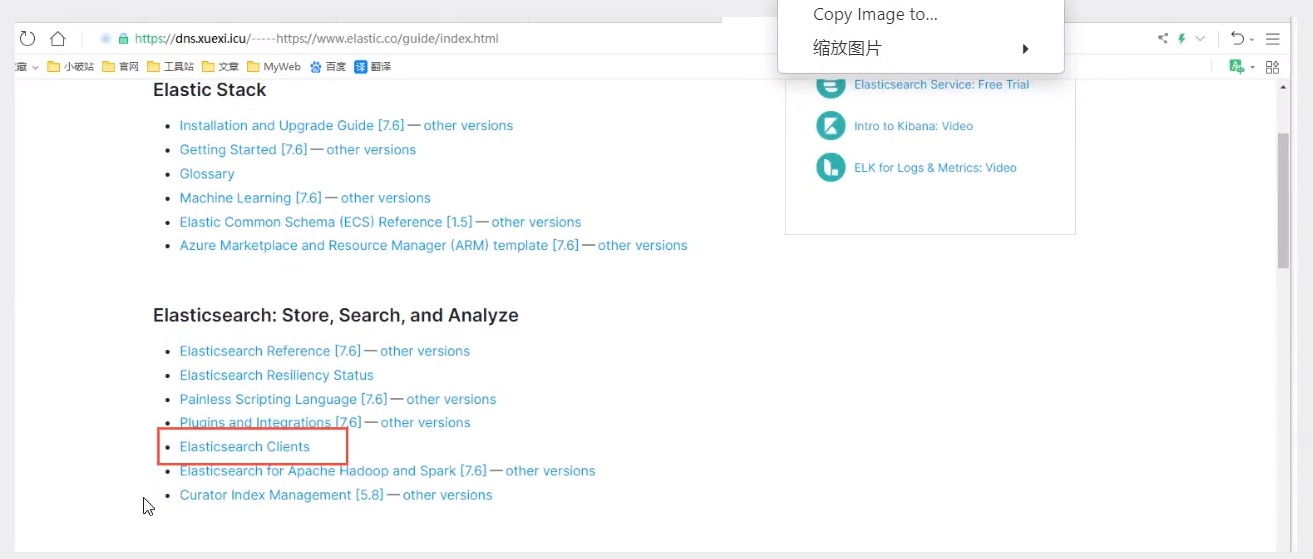 Copy Image to...
缩放图片
https://dns.xuexi.icu/-----https://www.elastic.co/guide/index.html
藏 小破站 官网 工具站 文章 MyWeb 百度 译 翻译
Elastic Stack
Installation and Upgrade Guide [7.6] — other versions
Getting Started [7.6] — other versions
Glossary
Machine Learning [7.6] — other versions
Elastic Common Schema (ECS) Reference [1.5] — other versions
Azure Marketplace and Resource Manager (ARM) template [7.6] — other versions
Elasticsearch Service: Free Trial
Intro to Kibana: Video
ELK for Logs & Metrics: Video
Elasticsearch: Store, Search, and Analyze
Elasticsearch Reference [7.6] — other versions
Elasticsearch Resiliency Status
Painless Scripting Language [7.6] — other versions
Plugins and Integrations [7.6] — other versions
Elasticsearch Clients
Elasticsearch for Apache Hadoop and Spark [7.6] — other versions
Curator Index Management [5.8] — other versions